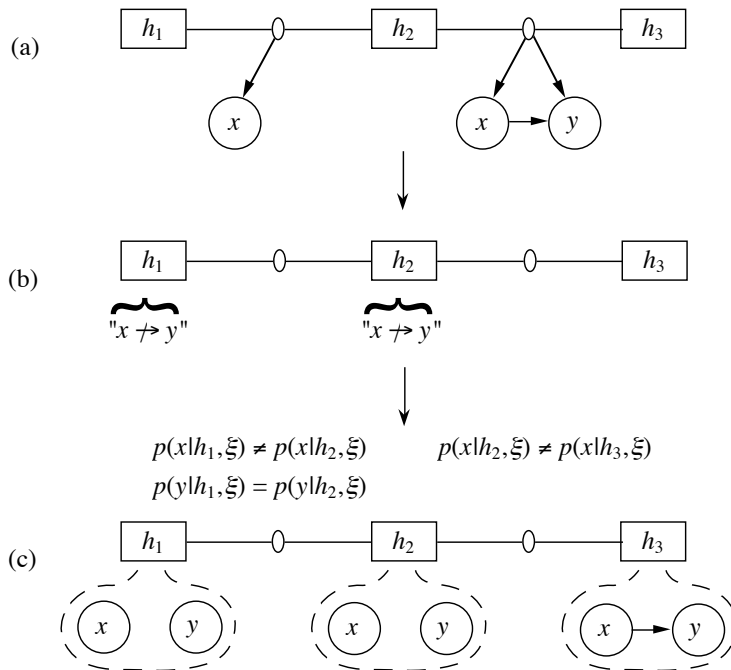 h₁ h₂ h₃
(a)
x x y
h₁ h₂ h₃
(b)
"x ↛ y" "x ↛ y"
p(x|h₁,ξ) ≠ p(x|h₂,ξ) p(x|h₂,ξ) ≠ p(x|h₃,ξ)
p(y|h₁,ξ) = p(y|h₂,ξ)
h₁ h₂ h₃
(c)
x y x y x y